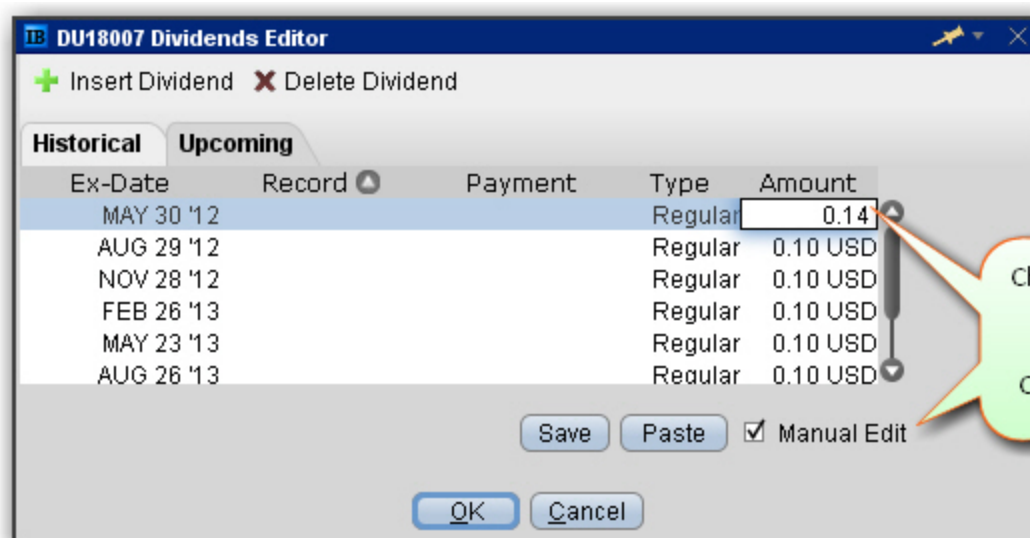 IB DU18007 Dividends Editor
Insert Dividend Delete Dividend
Historical Upcoming
Ex-Date Record Payment Type Amount
MAY 30 '12 Regular 0.14
AUG 29 '12 Regular 0.10 USD
NOV 28 '12 Regular 0.10 USD
FEB 26 '13 Regular 0.10 USD
MAY 23 '13 Regular 0.10 USD
AUG 26 '13 Regular 0.10 USD
Save Paste Manual Edit
OK Cancel